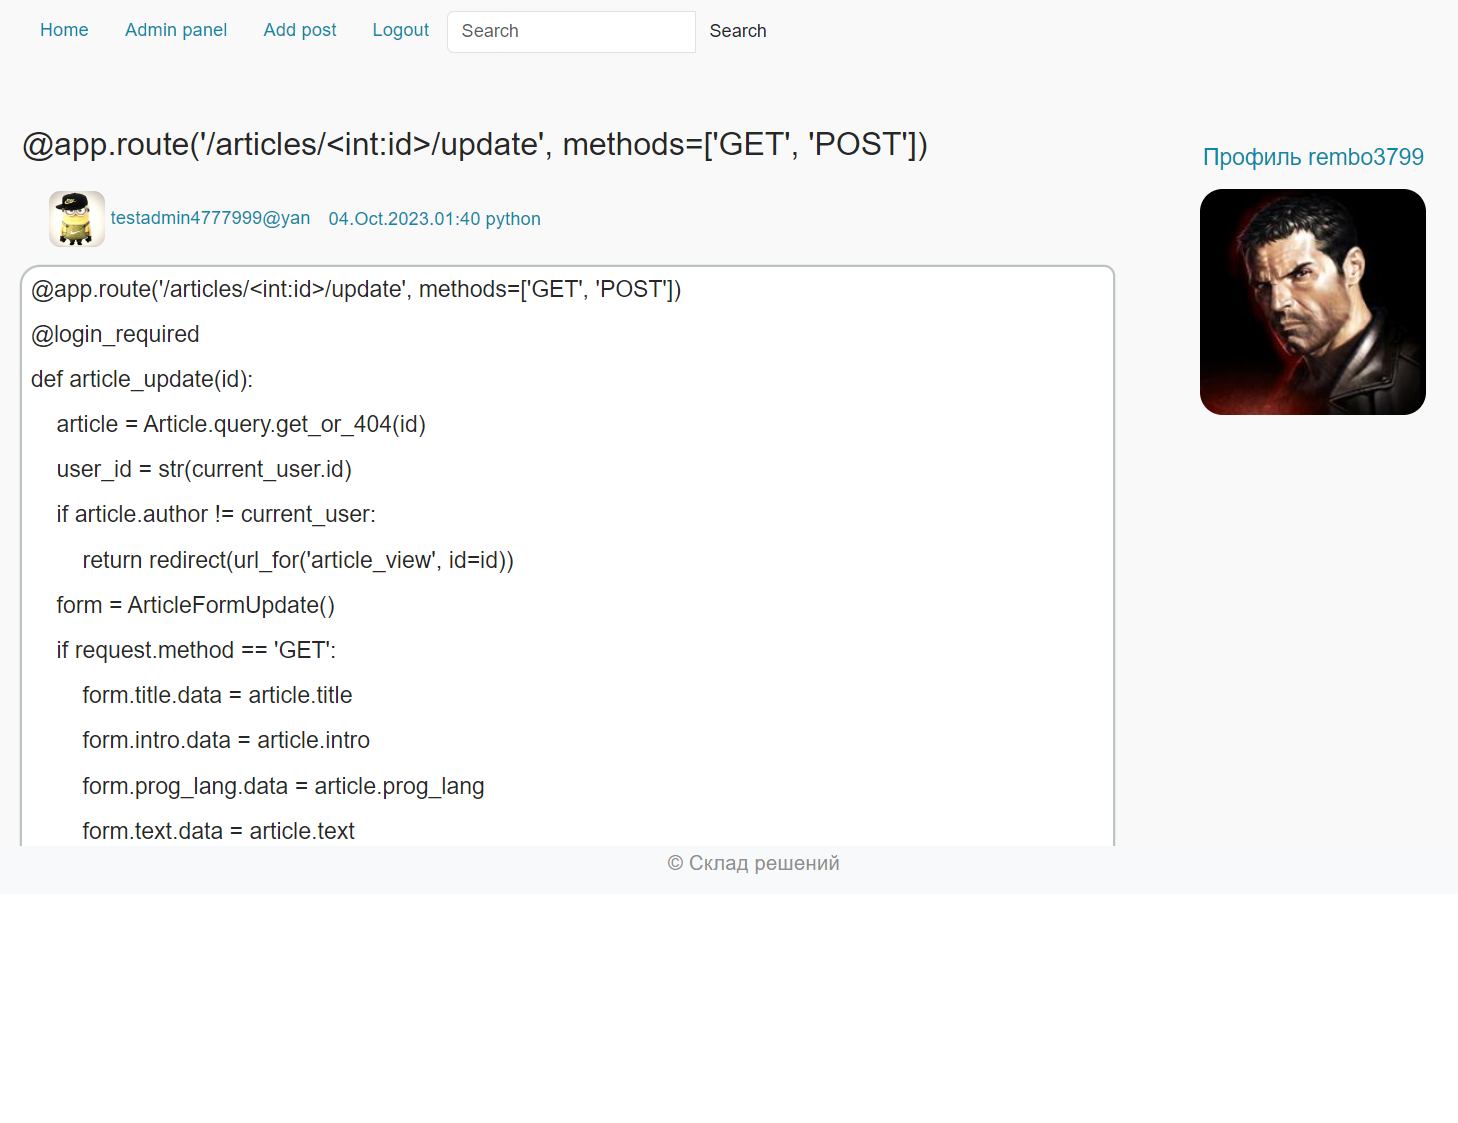 Home Admin panel Add post Logout Search Search
@app.route('/articles/<int:id>/update', methods=['GET', 'POST'])
Профиль rembo3799
testadmin4777999@yan 04.Oct.2023.01:40 python
@app.route('/articles/<int:id>/update', methods=['GET', 'POST'])
@login_required
def article_update(id):
    article = Article.query.get_or_404(id)
    user_id = str(current_user.id)
    if article.author != current_user:
        return redirect(url_for('article_view', id=id))
    form = ArticleFormUpdate()
    if request.method == 'GET':
        form.title.data = article.title
        form.intro.data = article.intro
        form.prog_lang.data = article.prog_lang
        form.text.data = article.text
© Склад решений